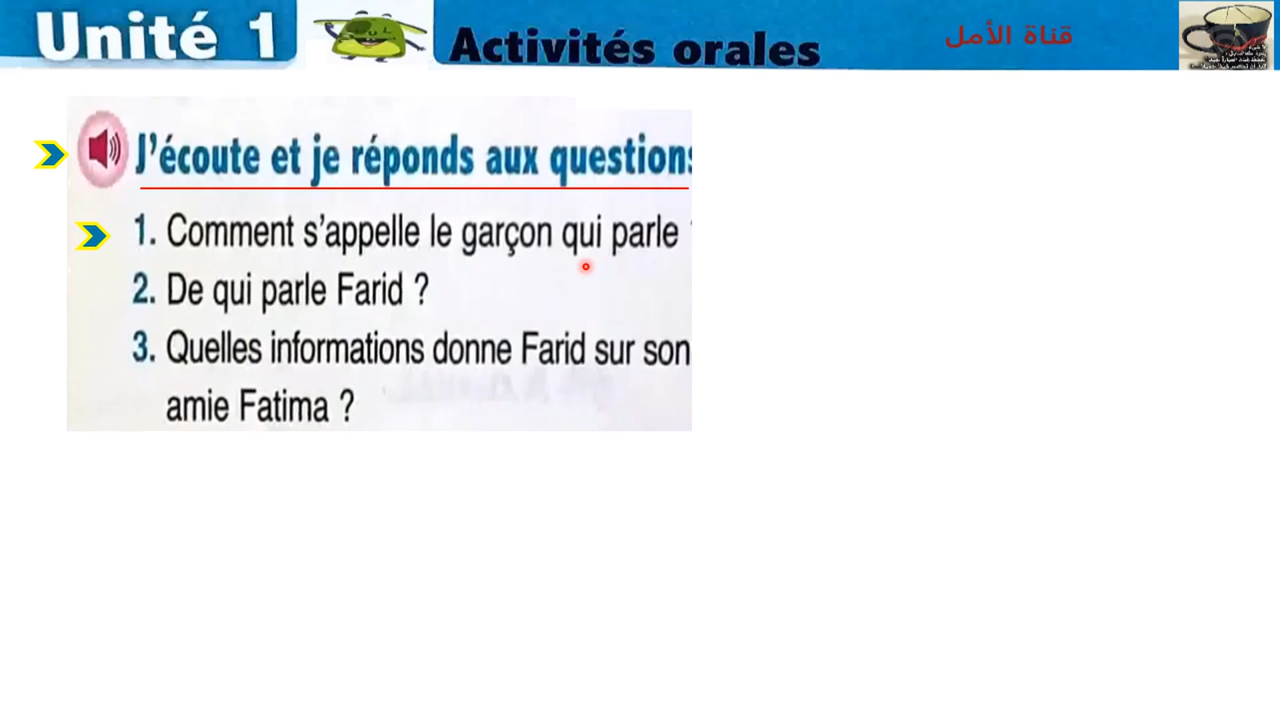 Unité 1
Activités orales
قناة الأمل
J'écoute et je réponds aux questions
1. Comment s'appelle le garçon qui parle
2. De qui parle Farid ?
3. Quelles informations donne Farid sur son
amie Fatima ?